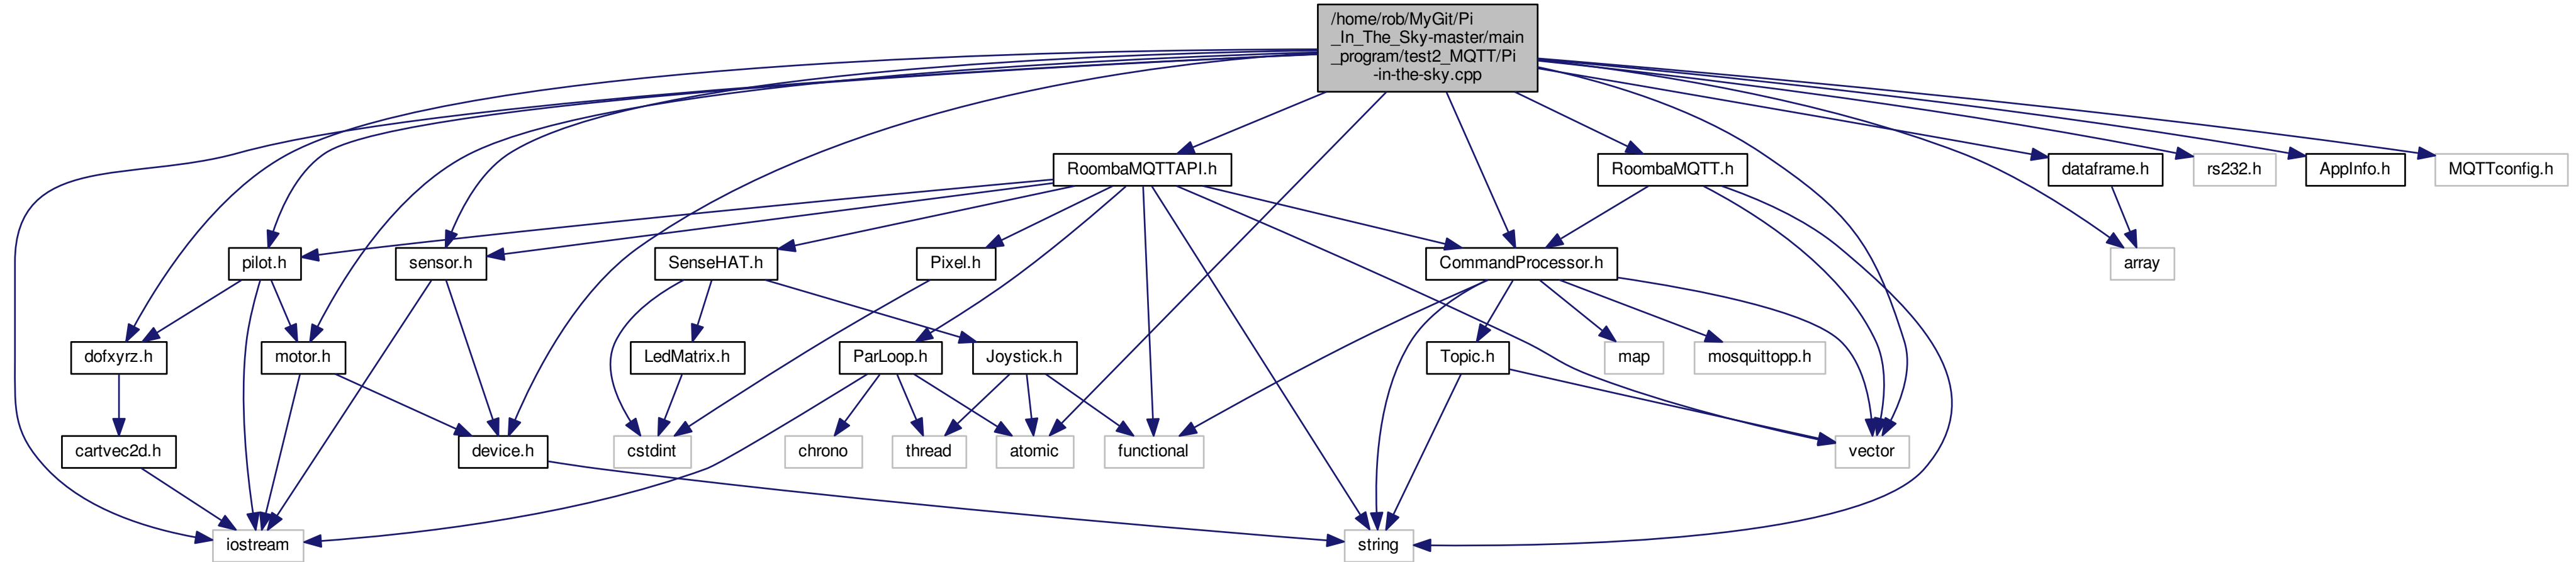 /home/rob/MyGit/Pi
_In_The_Sky-master/main
_program/test2_MQTT/Pi
-in-the-sky.cpp
RoombaMQTTAPI.h
RoombaMQTT.h
dataframe.h
rs232.h
AppInfo.h
MQTTconfig.h
pilot.h
sensor.h
SenseHAT.h
Pixel.h
CommandProcessor.h
array
dofxyrz.h
motor.h
LedMatrix.h
ParLoop.h
Joystick.h
Topic.h
map
mosquittopp.h
cartvec2d.h
device.h
cstdint
chrono
thread
atomic
functional
vector
iostream
string